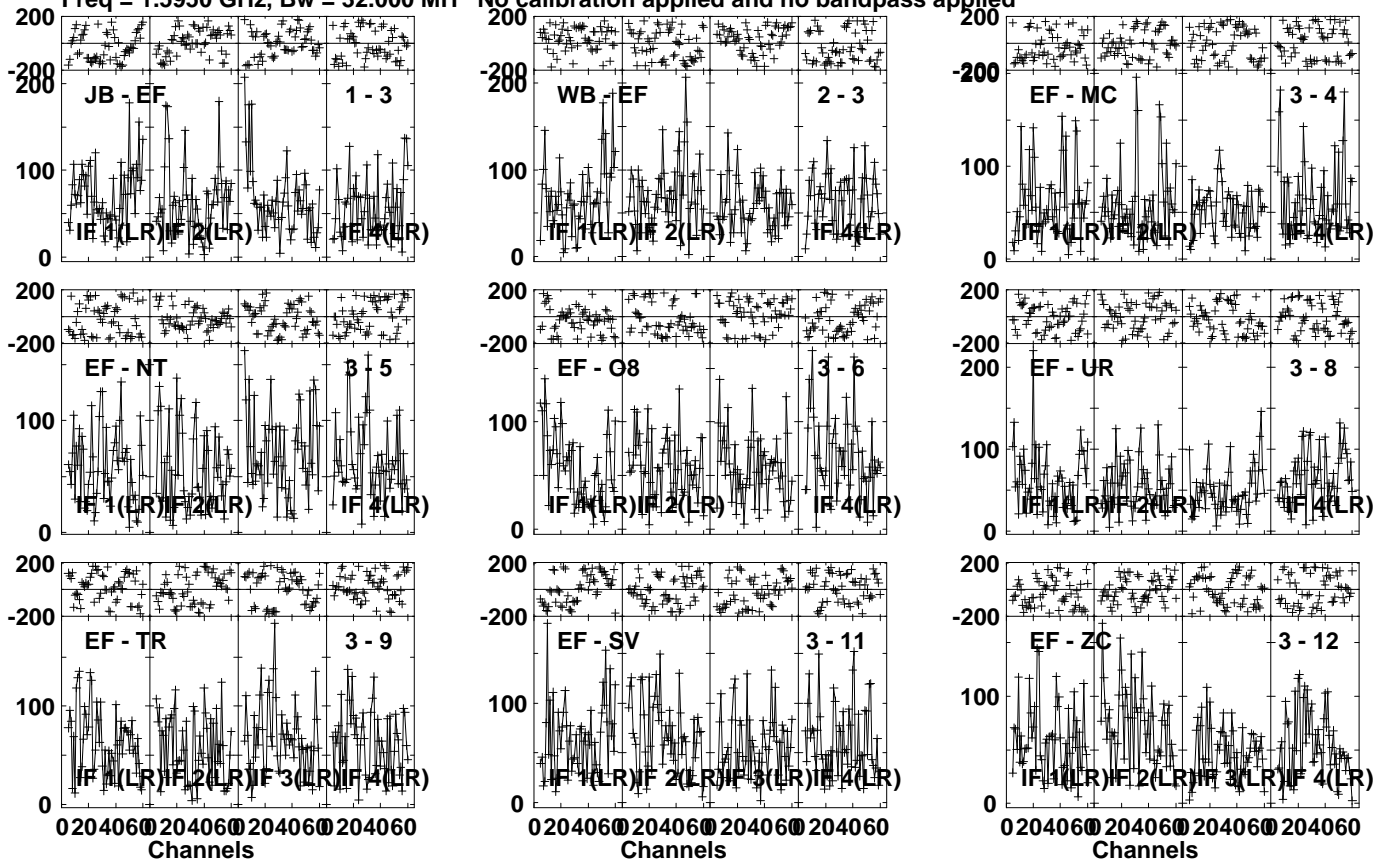 Freq = 1.5950 GHz, Bw = 32.000 MH No calibration applied and no bandpass applied
200 200 200
-200 -200 -200
200 200 200
JB - EF 1 - 3 WB - EF 2 - 3 EF - MC 3 - 4
100 100 100
IF 1(LR) IF 2(LR) IF 4(LR) IF 1(LR) IF 2(LR) IF 4(LR) IF 1(LR) IF 2(LR) IF 4(LR)
0 0 0
200 200 200
-200 -200 -200
EF - NT 3 - 5 EF - O8 3 - 6 EF - UR 3 - 8
200
100 100 100
IF 1(LR) IF 2(LR) IF 4(LR) IF 1(LR) IF 2(LR) IF 4(LR) IF 1(LR) IF 2(LR) IF 4(LR)
0 0 0
200 200 200
-200 -200 -200
EF - TR 3 - 9 EF - SV 3 - 11 EF - ZC 3 - 12
100 100 100
IF 1(LR) IF 2(LR) IF 3(LR) IF 4(LR) IF 1(LR) IF 2(LR) IF 3(LR) IF 4(LR) IF 1(LR) IF 2(LR) IF 3(LR) IF 4(LR)
0 0 0
0 20 40 60 0 20 40 60 0 20 40 60 0 20 40 60 0 20 40 60 0 20 40 60 0 20 40 60 0 20 40 60 0 20 40 60 0 20 40 60 0 20 40 60 0 20 40 60
Channels Channels Channels